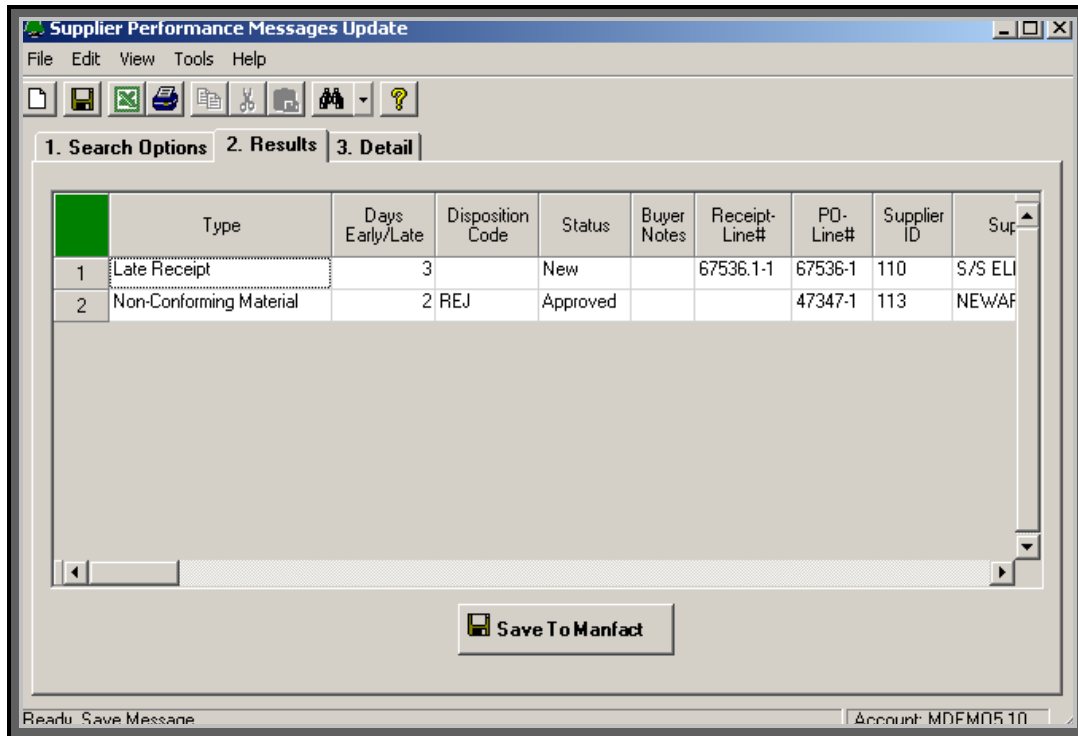 Supplier Performance Messages Update
File Edit View Tools Help
1. Search Options 2. Results 3. Detail
Type Days Early/Late Disposition Code Status Buyer Notes Receipt-Line# PO-Line# Supplier ID Sup
1 Late Receipt 3 New 67536.1-1 67536-1 110 S/S ELI
2 Non-Conforming Material 2 REJ Approved 47347-1 113 NEWAR
Save To Manfact
Ready Save Message Account: MDEMO5.10